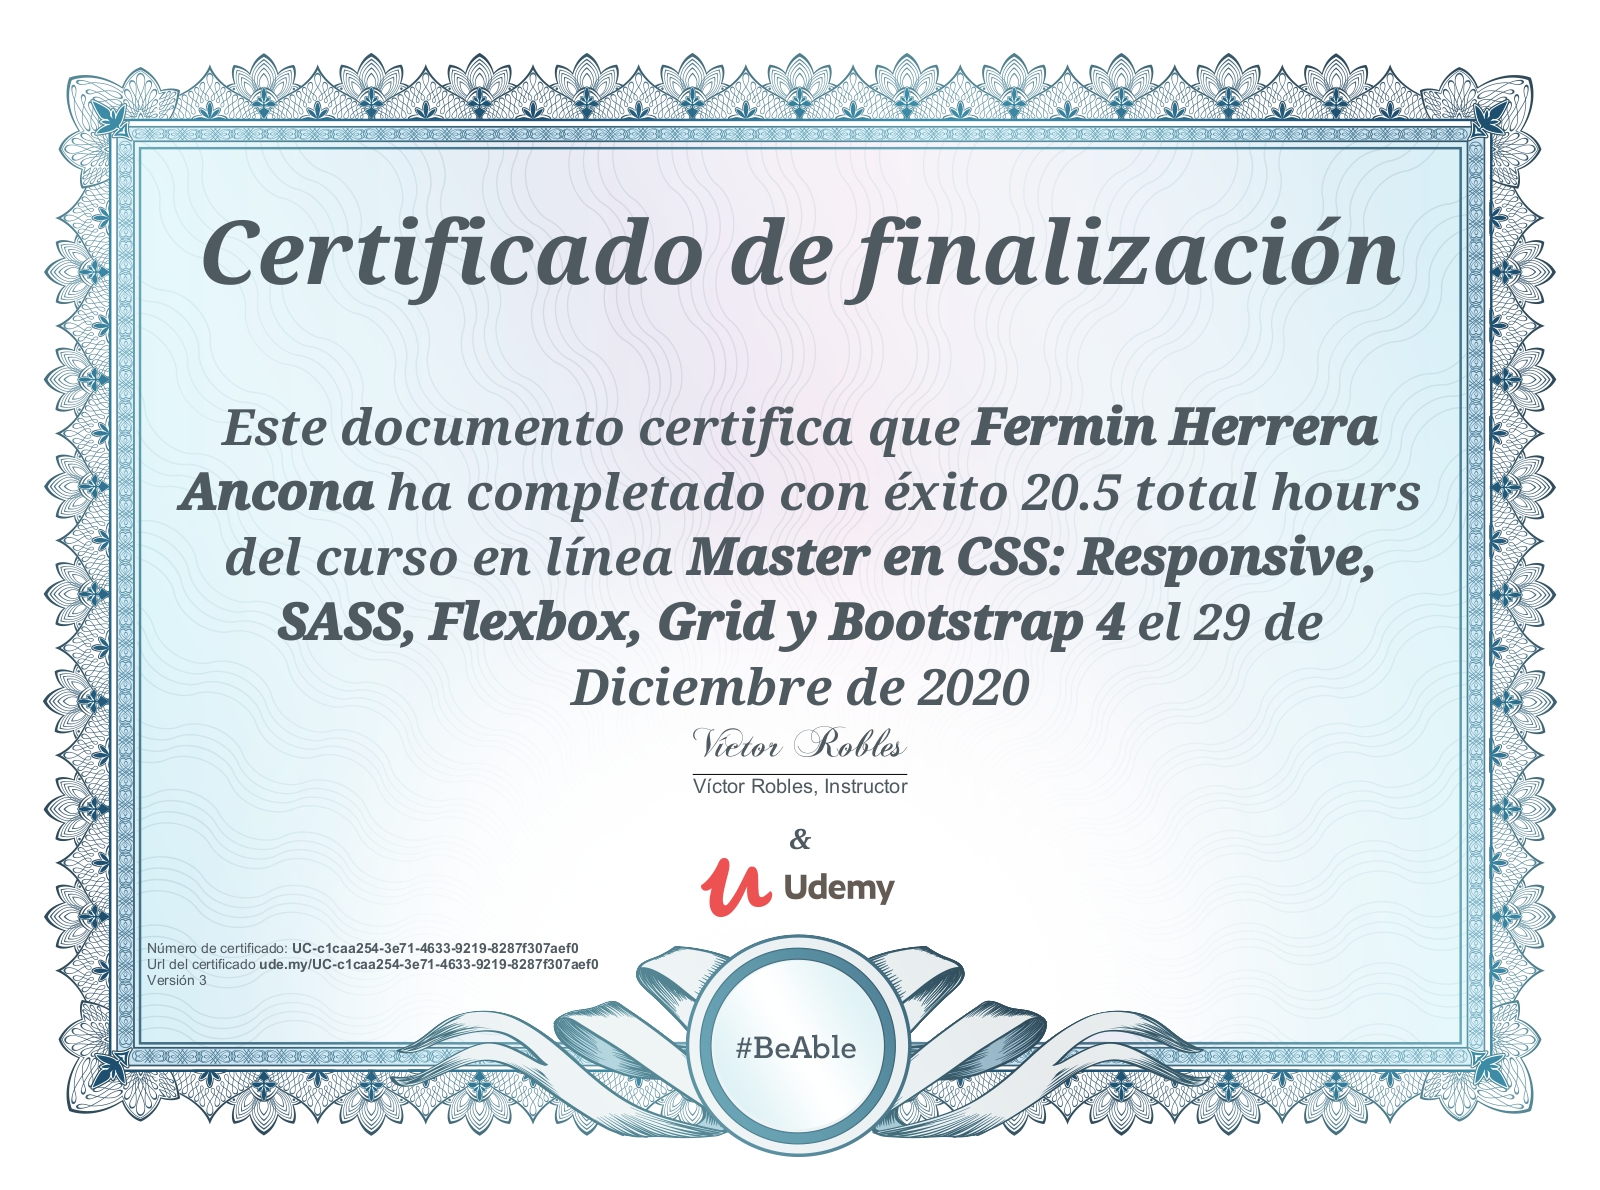 Certificado de finalización
Este documento certifica que Fermin Herrera
Ancona ha completado con éxito 20.5 total hours
del curso en línea Master en CSS: Responsive,
SASS, Flexbox, Grid y Bootstrap 4 el 29 de
Diciembre de 2020
Víctor Robles
Víctor Robles, Instructor
&
Udemy
Número de certificado: UC-c1caa254-3e71-4633-9219-8287f307aef0
Url del certificado ude.my/UC-c1caa254-3e71-4633-9219-8287f307aef0
Versión 3
#BeAble